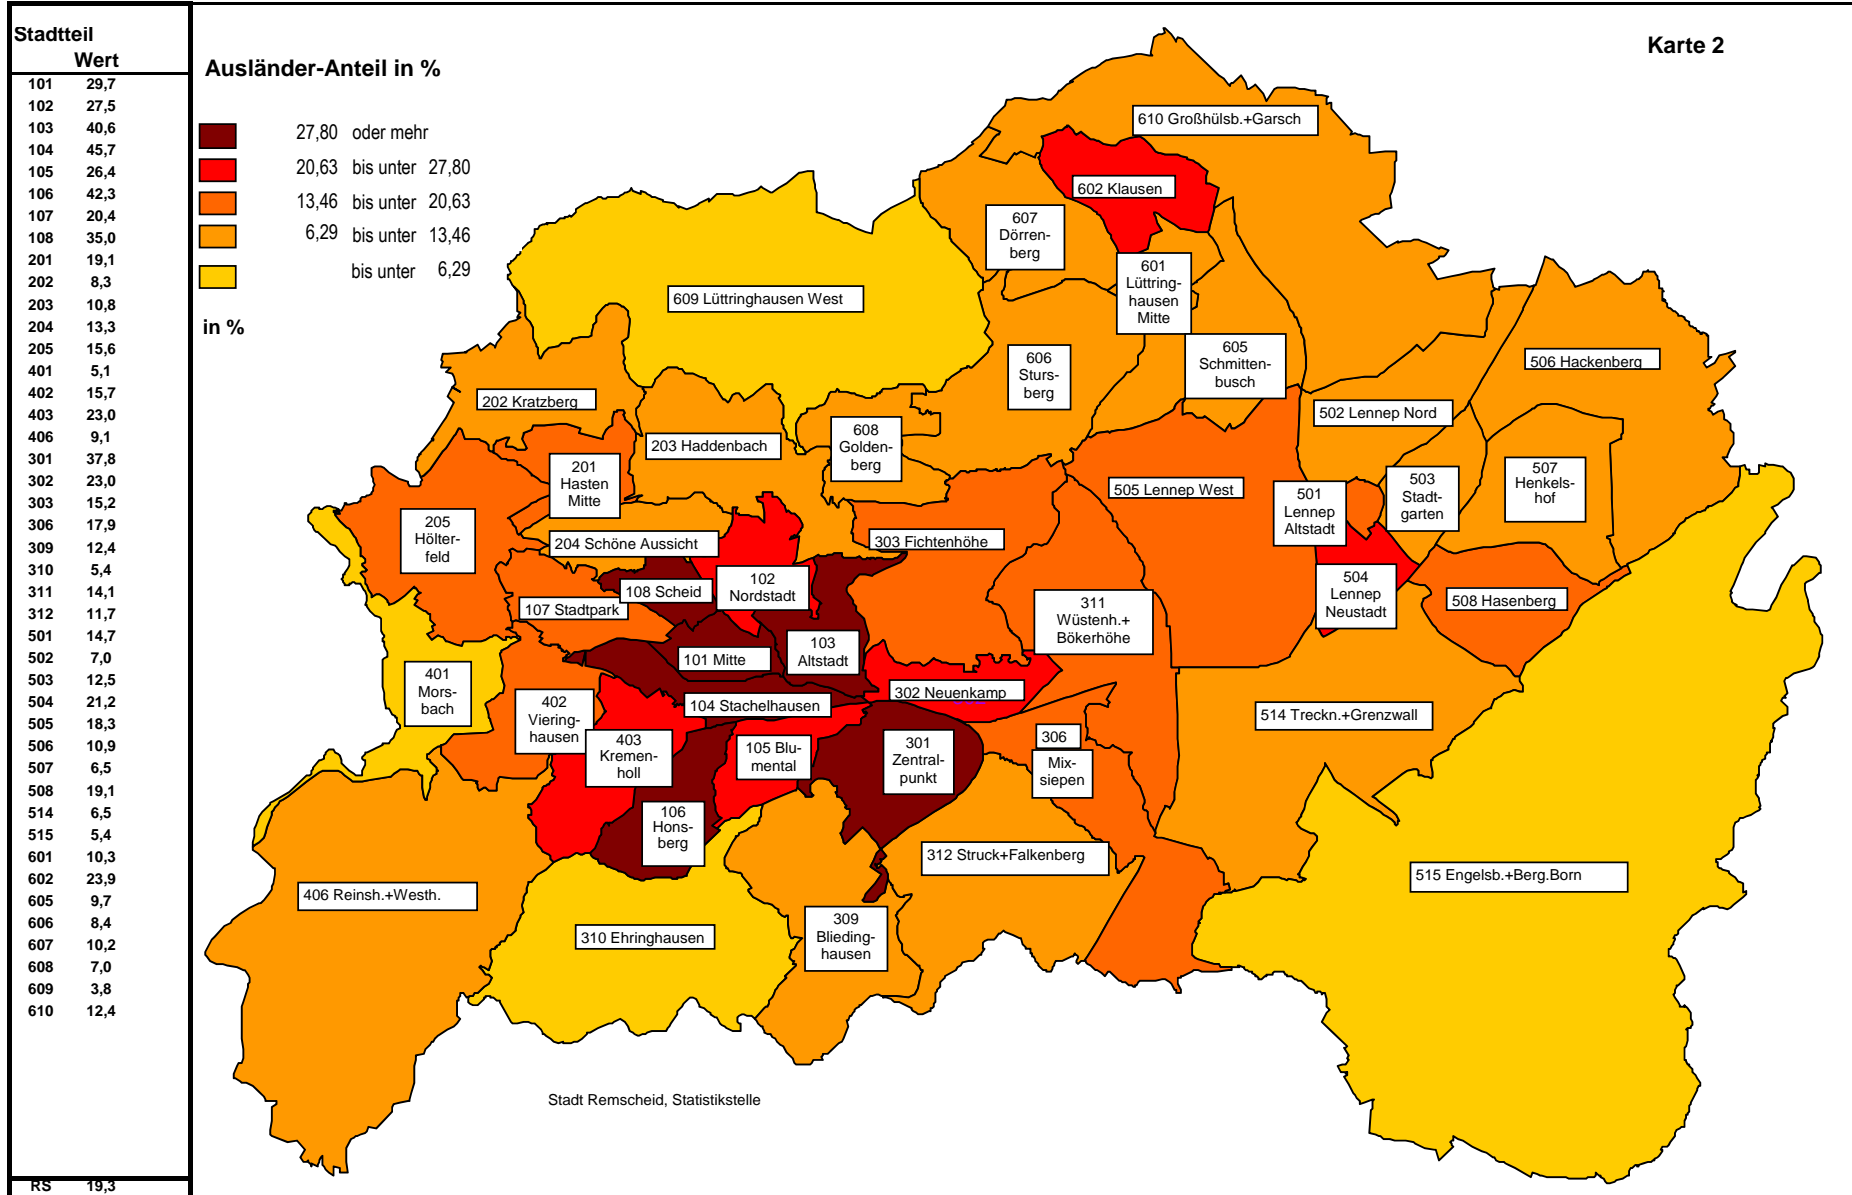 Stadtteil
Wert
101 29,7
102 27,5
103 40,6
104 45,7
105 26,4
106 42,3
107 20,4
108 35,0
201 19,1
202 8,3
203 10,8
204 13,3
205 15,6
401 5,1
402 15,7
403 23,0
406 9,1
301 37,8
302 23,0
303 15,2
306 17,9
309 12,4
310 5,4
311 14,1
312 11,7
501 14,7
502 7,0
503 12,5
504 21,2
505 18,3
506 10,9
507 6,5
508 19,1
514 6,5
515 5,4
601 10,3
602 23,9
605 9,7
606 8,4
607 10,2
608 7,0
609 3,8
610 12,4
RS 19,3
Karte 2
Ausländer-Anteil in %
27,80 oder mehr
20,63 bis unter 27,80
13,46 bis unter 20,63
6,29 bis unter 13,46
bis unter 6,29
in %
610 Großhülsb.+Garsch
602 Klausen
607
Dörren-
berg
601
Lüttring-
hausen
Mitte
609 Lüttringhausen West
605
Schmitten-
busch
606
Stursberg
berg
506 Hackenberg
202 Kratzberg
502 Lennep Nord
203 Haddenbach
608
Golden-
berg
201
Hasten
Mitte
507
Henkels-
hof
503
Stadt-
garten
505 Lennep West
501
Lennep
Altstadt
205
Hölter-
feld
204 Schöne Aussicht
303 Fichtenhöhe
102
Nordstadt
108 Scheid
504
Lennep
Neustadt
508 Hasenberg
107 Stadtpark
311
Wüstenh.+
Bökerhöhe
103
Altstadt
101 Mitte
401
Mors-
bach
302 Neuenkamp
402
Viering-
hausen
104 Stachelhausen
514 Treckn.+Grenzwall
403
Kremen-
holl
105 Blu-
mental
301
Zentral-
punkt
306
Mix-
siepen
106
Hons-
berg
312 Struck+Falkenberg
515 Engelsb.+Berg.Born
406 Reinsh.+Westh.
309
Blieding-
hausen
310 Ehringhausen
Stadt Remscheid, Statistikstelle